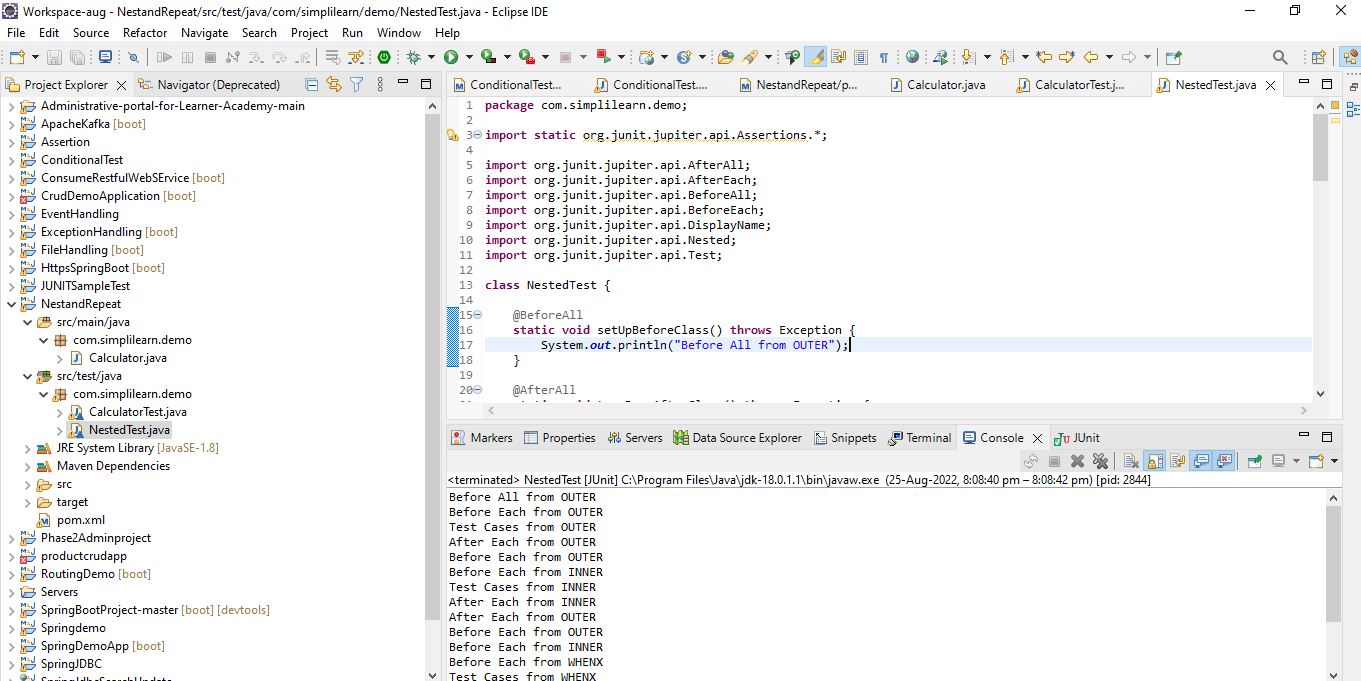 Workspace-aug - NestandRepeat/src/test/java/com/simplilearn/demo/NestedTest.java - Eclipse IDE
File Edit Source Refactor Navigate Search Project Run Window Help
Project Explorer
Navigator (Deprecated)
Administrative-portal-for-Learner-Academy-main
ApacheKafka [boot]
Assertion
ConditionalTest
ConsumeRestfulWebSErvice [boot]
CrudDemoApplication [boot]
EventHandling
ExceptionHandling [boot]
FileHandling [boot]
HttpsSpringBoot [boot]
JUNITSampleTest
NestandRepeat
src/main/java
com.simplilearn.demo
Calculator.java
src/test/java
com.simplilearn.demo
CalculatorTest.java
NestedTest.java
JRE System Library [JavaSE-1.8]
Maven Dependencies
src
target
pom.xml
Phase2Adminproject
productcrudapp
RoutingDemo [boot]
Servers
SpringBootProject-master [boot] [devtools]
Springdemo
SpringDemoApp [boot]
SpringJDBC
ConditionalTest... ConditionalTest.... NestandRepeat/p... Calculator.java CalculatorTest.j... NestedTest.java
1 package com.simplilearn.demo;
2
3 import static org.junit.jupiter.api.Assertions.*;
4
5 import org.junit.jupiter.api.AfterAll;
6 import org.junit.jupiter.api.AfterEach;
7 import org.junit.jupiter.api.BeforeAll;
8 import org.junit.jupiter.api.BeforeEach;
9 import org.junit.jupiter.api.DisplayName;
10 import org.junit.jupiter.api.Nested;
11 import org.junit.jupiter.api.Test;
12
13 class NestedTest {
14
15 @BeforeAll
16 static void setUpBeforeClass() throws Exception {
17 System.out.println("Before All from OUTER");
18 }
19
20 @AfterAll
Markers Properties Servers Data Source Explorer Snippets Terminal Console JUnit
<terminated> NestedTest [JUnit] C:\Program Files\Java\jdk-18.0.1.1\bin\javaw.exe (25-Aug-2022, 8:08:40 pm – 8:08:42 pm) [pid: 2844]
Before All from OUTER
Before Each from OUTER
Test Cases from OUTER
After Each from OUTER
Before Each from OUTER
Before Each from INNER
Test Cases from INNER
After Each from INNER
After Each from OUTER
Before Each from OUTER
Before Each from INNER
Before Each from WHENX
Test Cases from WHENX